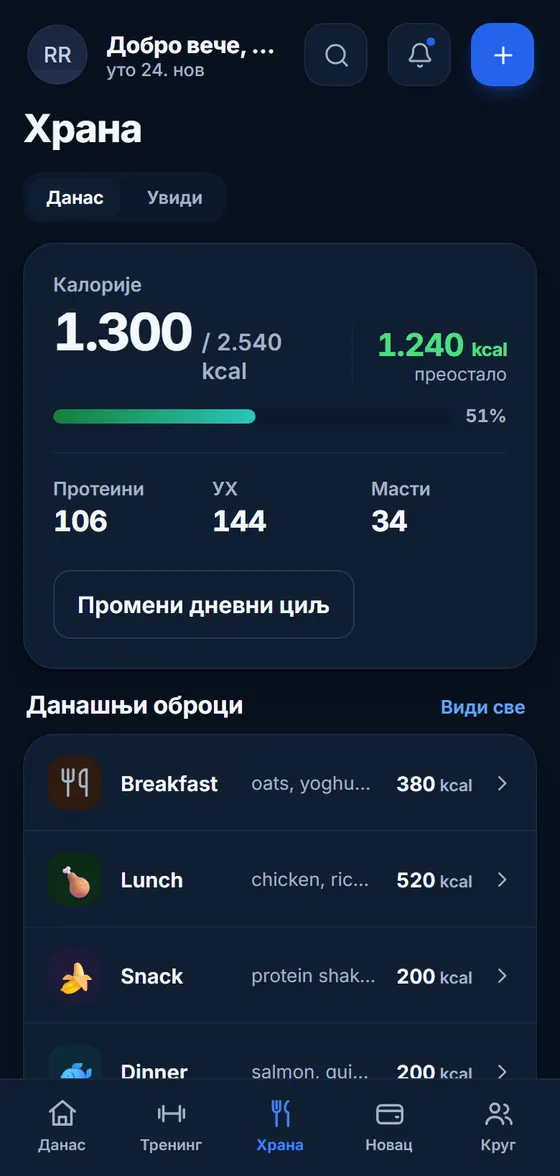 RR
Добро вече, ...
уто 24. нов
Храна
Данас
Увиди
Калорије
1.300 / 2.540 kcal
1.240 kcal
преостало
51%
Протеини УХ Масти
106 144 34
Промени дневни циљ
Данашњи оброци
Види све
Breakfast oats, yoghu... 380 kcal
Lunch chicken, ric... 520 kcal
Snack protein shak... 200 kcal
Dinner salmon, qui... 200 kcal
Данас Тренинг Храна Новац Круг